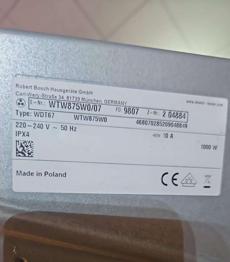 Robert Bosch Hausgeräte GmbH
Carl-Wery-Straße 34, 81739 München, GERMANY
E-Nr.: WTW875W0/07 FD 9807 Z-Nr. 2 04884
Type: WDT67 WTW875W0
220-240 V ~ 50 Hz 10 A
IPX4 1000 W
Made in Poland
CE